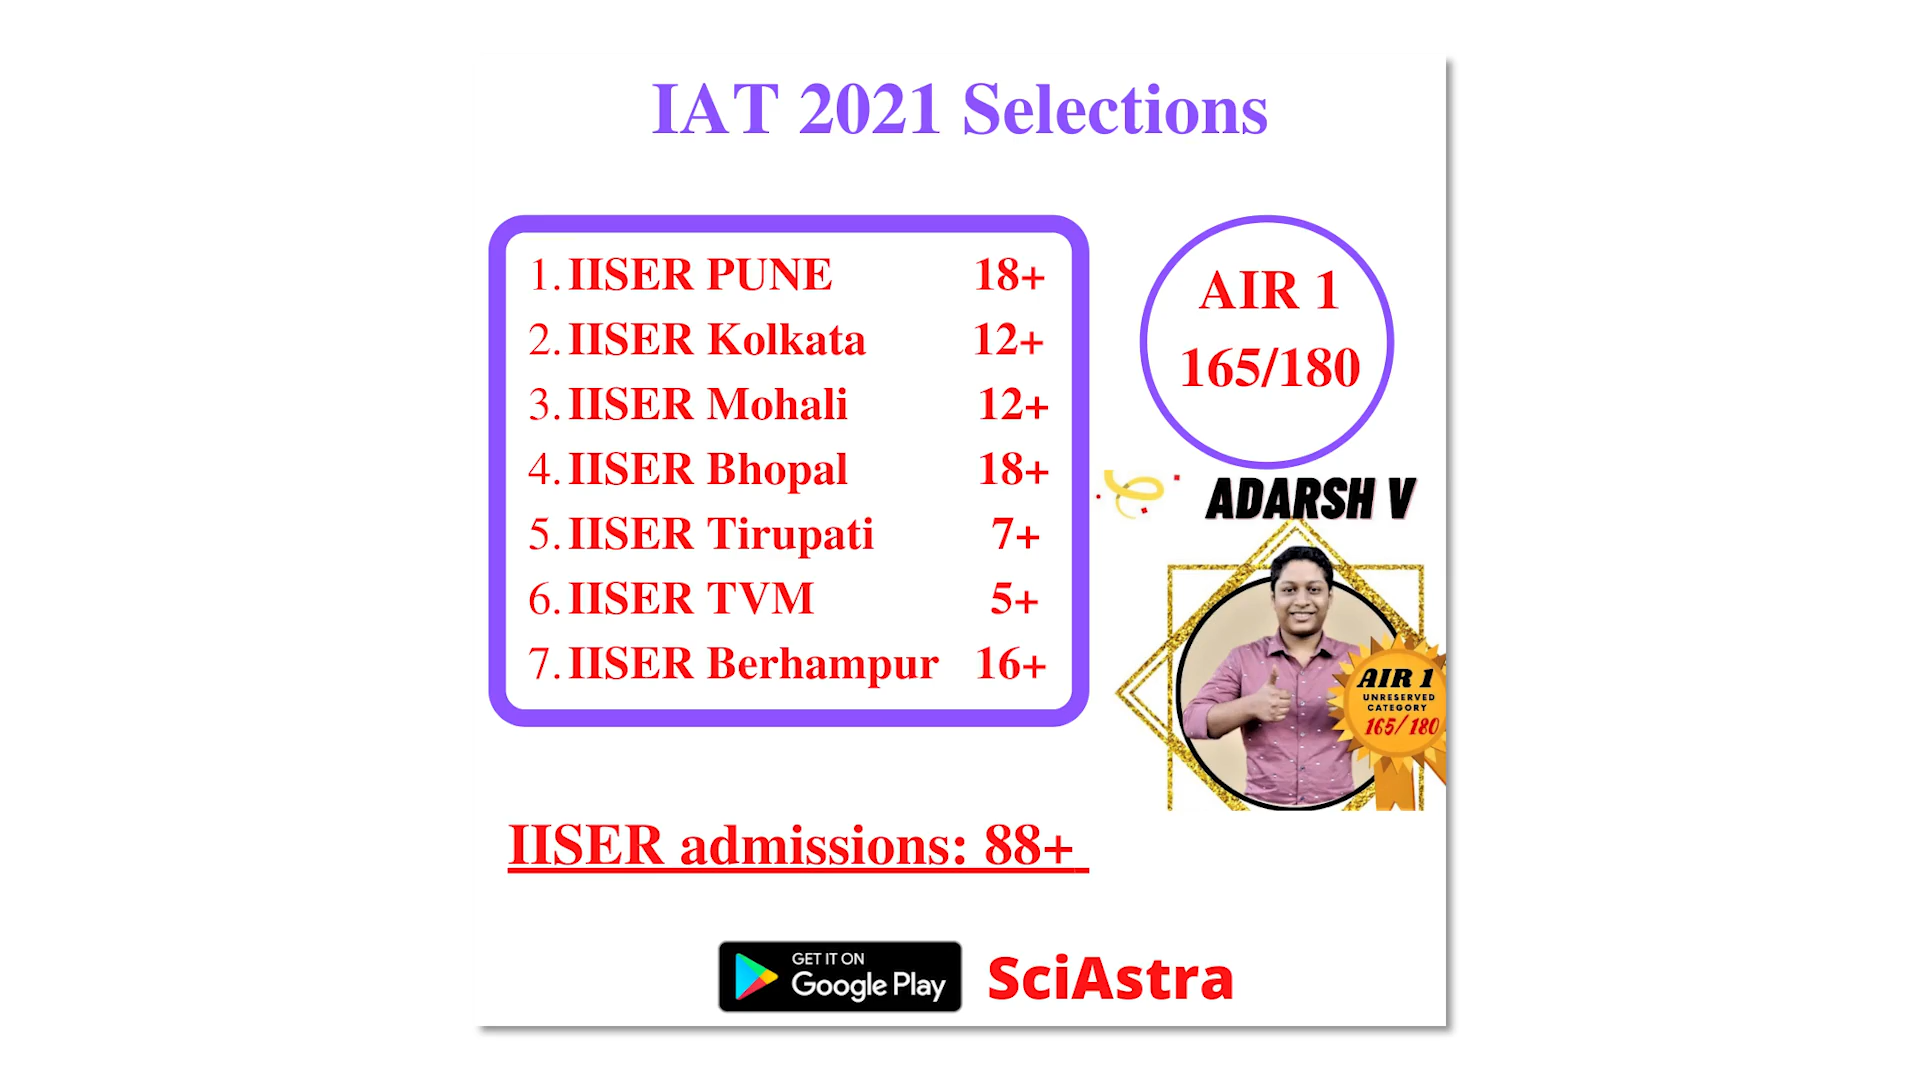 IAT 2021 Selections
1. IISER PUNE 18+
2. IISER Kolkata 12+
3. IISER Mohali 12+
4. IISER Bhopal 18+
5. IISER Tirupati 7+
6. IISER TVM 5+
7. IISER Berhampur 16+
AIR 1
165/180
ADARSH V
AIR 1
UNRESERVED
CATEGORY
165/180
IISER admissions: 88+
GET IT ON
Google Play
SciAstra